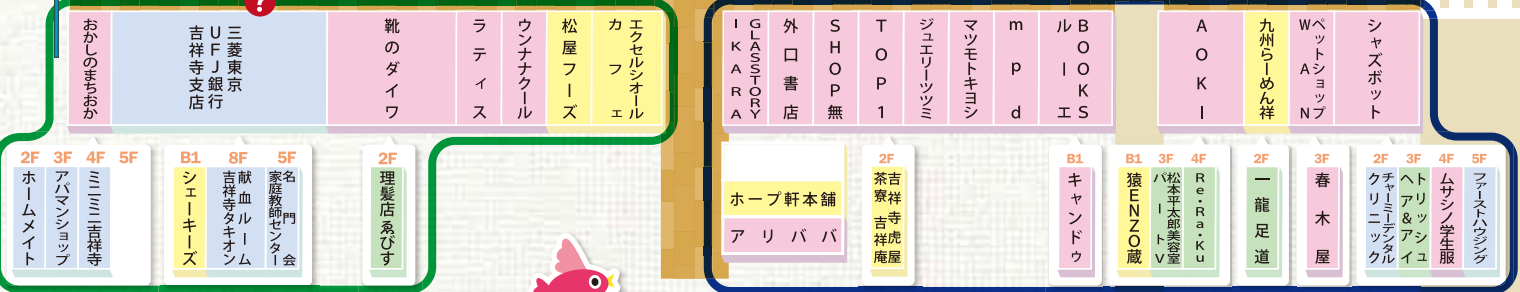 ?
おかしのまちおか
三菱東京
UFJ銀行
吉祥寺支店
靴のダイワ
ラティス
ウンナナクール
松屋フーズ
エクセルシオール
カフェ
GLASSTORY
IKARA
外口書店
SHOP無
TOP1
ジュエリーツツミ
マツモトキヨシ
mpd
BOOKS
ルーエ
AOKI
九州らーめん祥
ペットショップ
WAN
シャズボット
2F
ホームメイト
3F
アパマンショップ
4F
ミニミニ吉祥寺
5F
B1
シェーキーズ
8F
献血ルーム
吉祥寺タキオン
5F
名門会
家庭教師センター
2F
理髪店ゑびす
ホープ軒本舗
アリババ
2F
吉祥寺虎屋
茶寮 吉祥庵
B1
キャンドゥ
B1
猿ENZO蔵
3F
松本平太郎美容室
パートV
4F
Re・Ra・Ku
2F
一龍足道
3F
春木屋
2F
チャーミーデンタル
クリニック
3F
トリッシュ
ヘア&アイ
4F
ムサシノ学生服
5F
ファーストハウジング